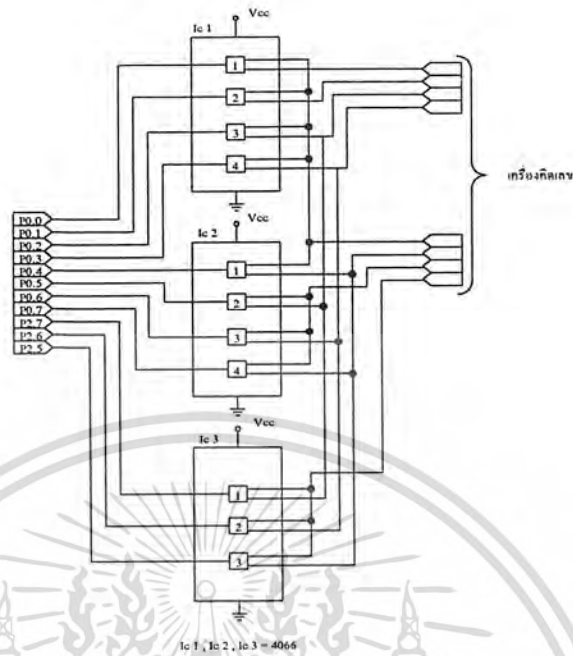 Vcc
Ic 1
1
2
3
4
เครื่องคิดเลข
P0.0
P0.1
P0.2
P0.3
P0.4
P0.5
P0.6
P0.7
P2.7
P2.6
P2.5
Vcc
Ic 2
1
2
3
4
Vcc
Ic 3
1
2
3
Ic 1 , Ic 2 , Ic 3 = 4066